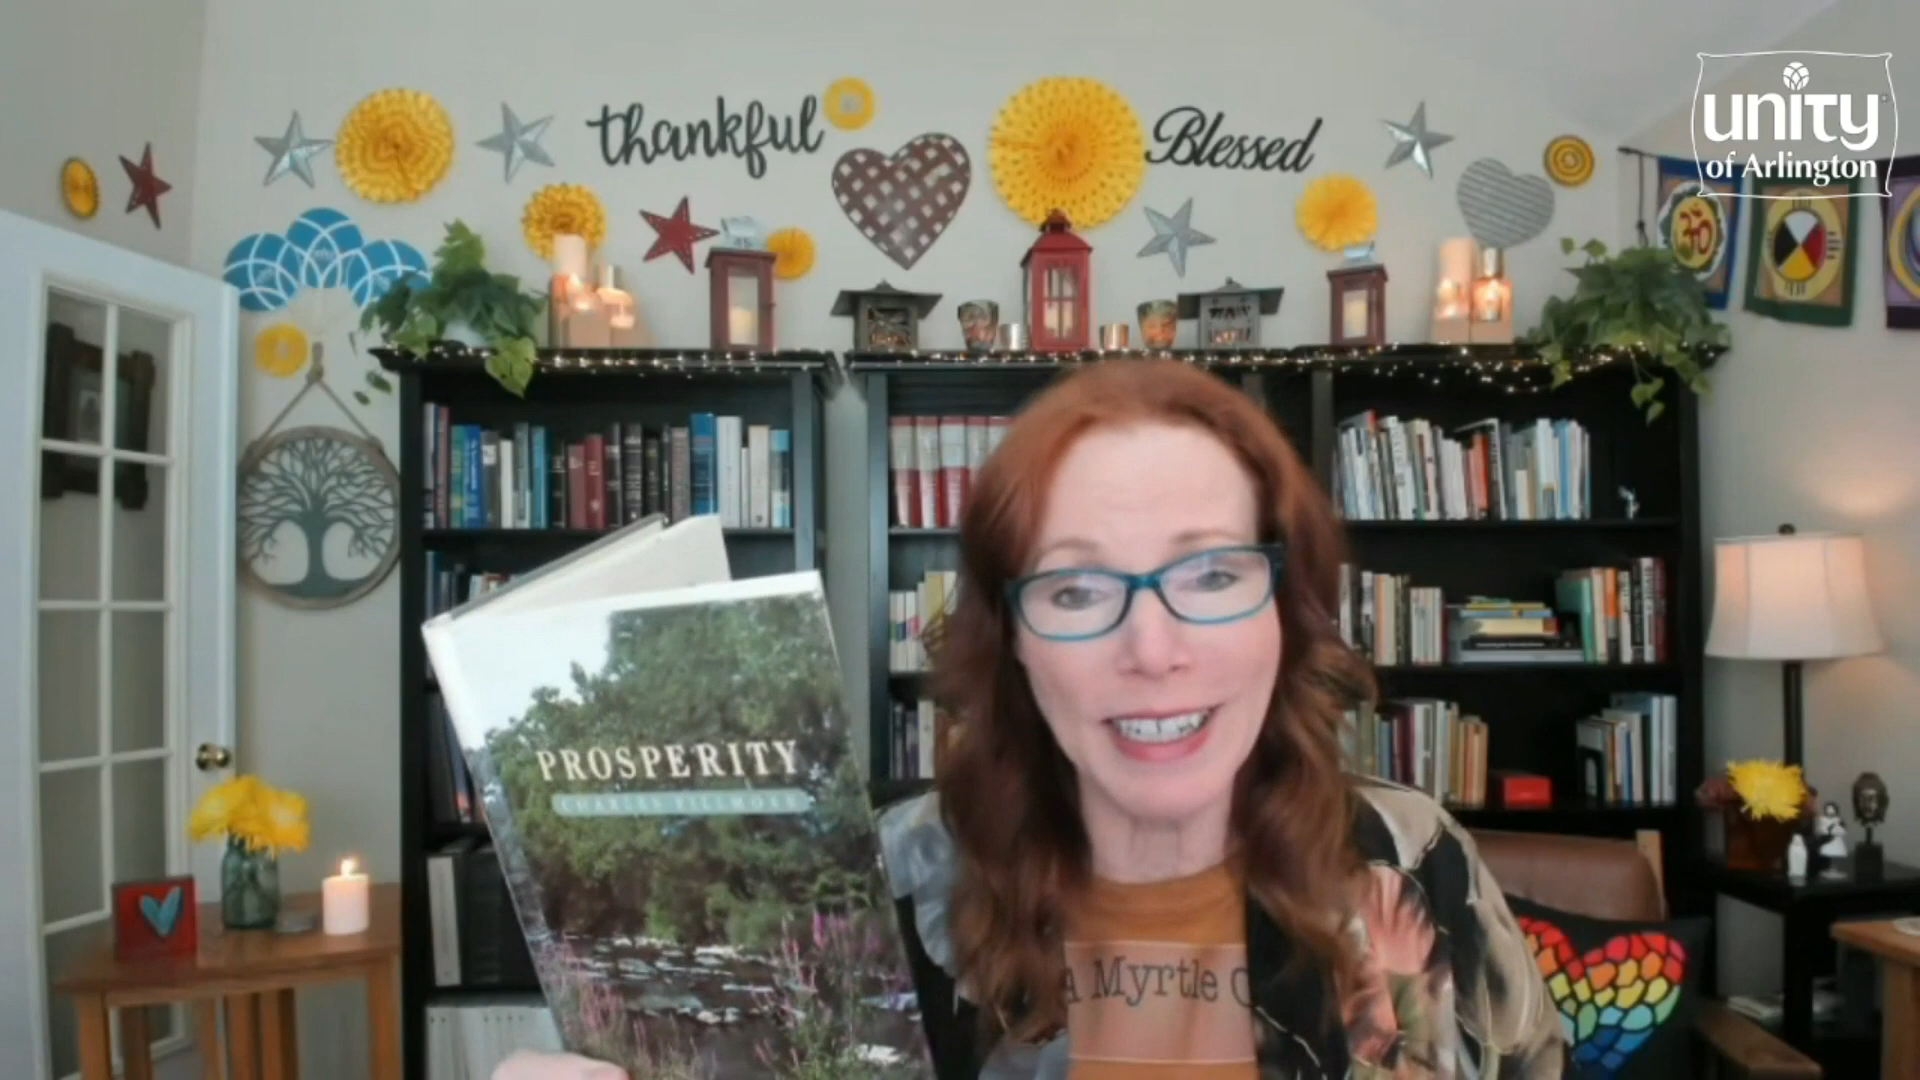 thankful
Blessed
unity
of Arlington
PROSPERITY
CHARLES FILLMORE
A Myrtle